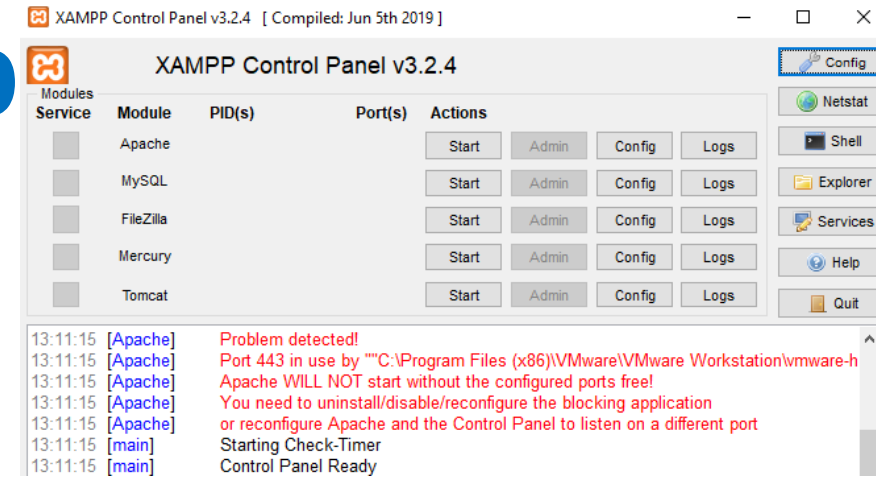 XAMPP Control Panel v3.2.4 [ Compiled: Jun 5th 2019 ]
XAMPP Control Panel v3.2.4
Config
Modules
Service Module PID(s) Port(s) Actions
Netstat
Apache Start Admin Config Logs
Shell
MySQL Start Admin Config Logs
Explorer
FileZilla Start Admin Config Logs
Services
Mercury Start Admin Config Logs
Help
Tomcat Start Admin Config Logs
Quit
13:11:15 [Apache] Problem detected!
13:11:15 [Apache] Port 443 in use by ""C:\Program Files (x86)\VMware\VMware Workstation\vmware-h
13:11:15 [Apache] Apache WILL NOT start without the configured ports free!
13:11:15 [Apache] You need to uninstall/disable/reconfigure the blocking application
13:11:15 [Apache] or reconfigure Apache and the Control Panel to listen on a different port
13:11:15 [main] Starting Check-Timer
13:11:15 [main] Control Panel Ready